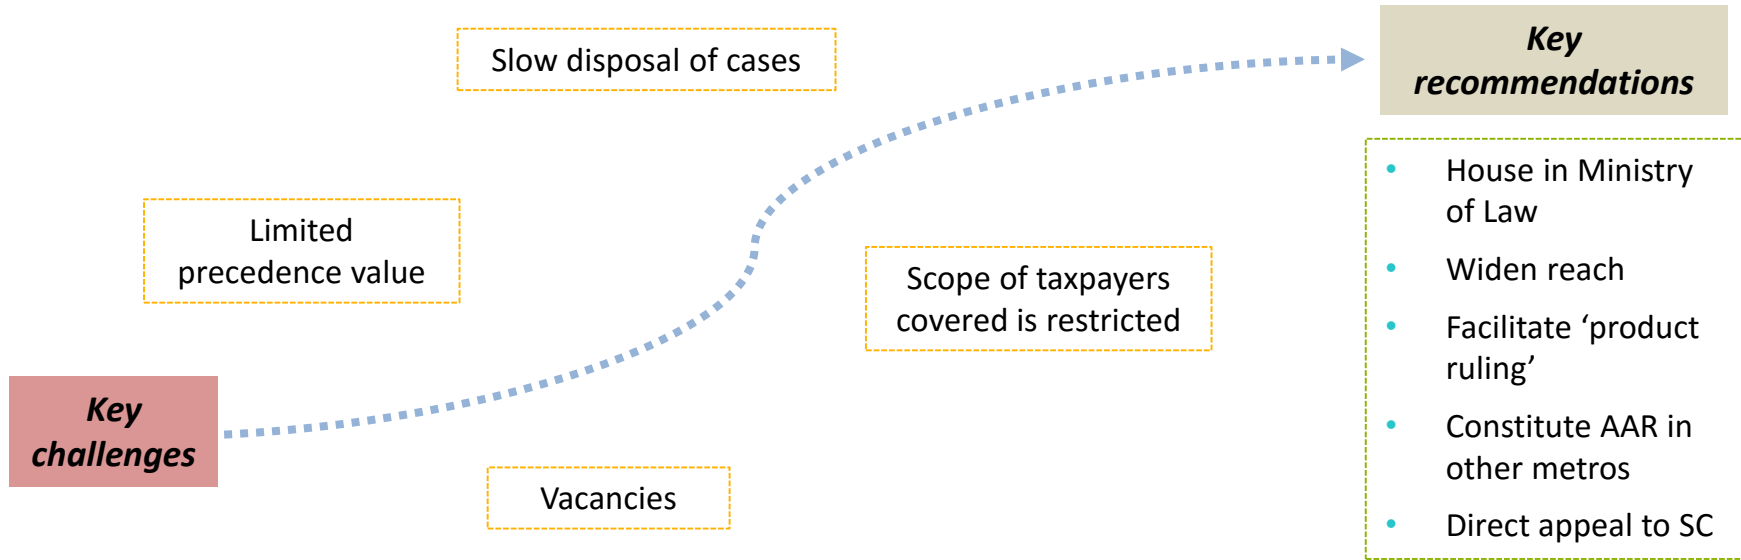 Slow disposal of cases
Key
recommendations
Limited
precedence value
Scope of taxpayers
covered is restricted
Key
challenges
Vacancies
• House in Ministry
of Law
• Widen reach
• Facilitate ‘product
ruling’
• Constitute AAR in
other metros
• Direct appeal to SC